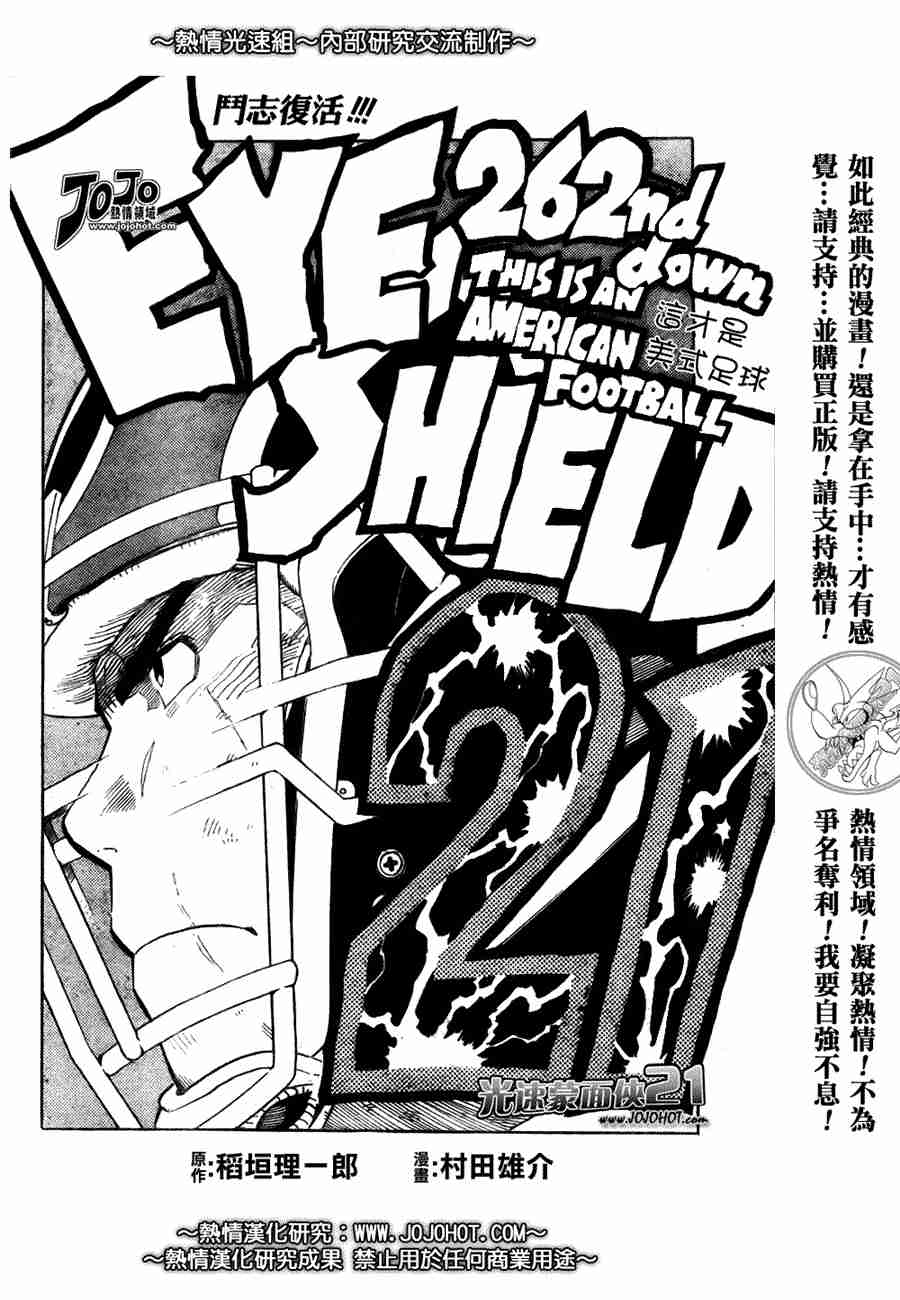 ～熱情光速組～內部研究交流制作～
鬥志復活!!!
JOJO
熱情領域
www.jojohot.com
EYE
SHIELD
21
262nd
down
THIS IS AN
AMERICAN
FOOTBALL
這才是
美式足球
如此經典的漫畫！還是拿在手中…才有感
覺…請支持…並購買正版！請支持熱情！
熱情領域！凝聚熱情！不為
爭名奪利！我要自強不息！
光速蒙面俠21
www.JOJOHOT.com
原作:稻垣理一郎
漫畫:村田雄介
～熱情漢化研究：WWW.JOJOHOT.COM～
～熱情漢化研究成果 禁止用於任何商業用途～